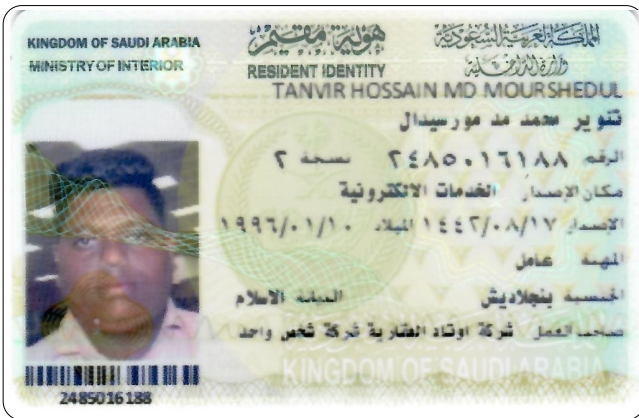 KINGDOM OF SAUDI ARABIA
MINISTRY OF INTERIOR
هوية مقيم
RESIDENT IDENTITY
المملكة العربية السعودية
وزارة الداخلية
TANVIR HOSSAIN MD MOURSHEDUL
تنوير محمد مد مورسيدال
الرقم ٢٤٨٥٠١٦١٨٨ نسخة ٢
مكان الإصدار الخدمات الالكترونية
الإصدار ١٤٤٢/٠٨/١٧ الميلاد ١٩٩٦/٠١/١٠
المهنة عامل
الجنسية بنجلاديش الديانة الاسلام
صاحب العمل شركة اوتاد العقارية شركة شخص واحد
KINGDOM OF SAUDI ARABIA
2485016188